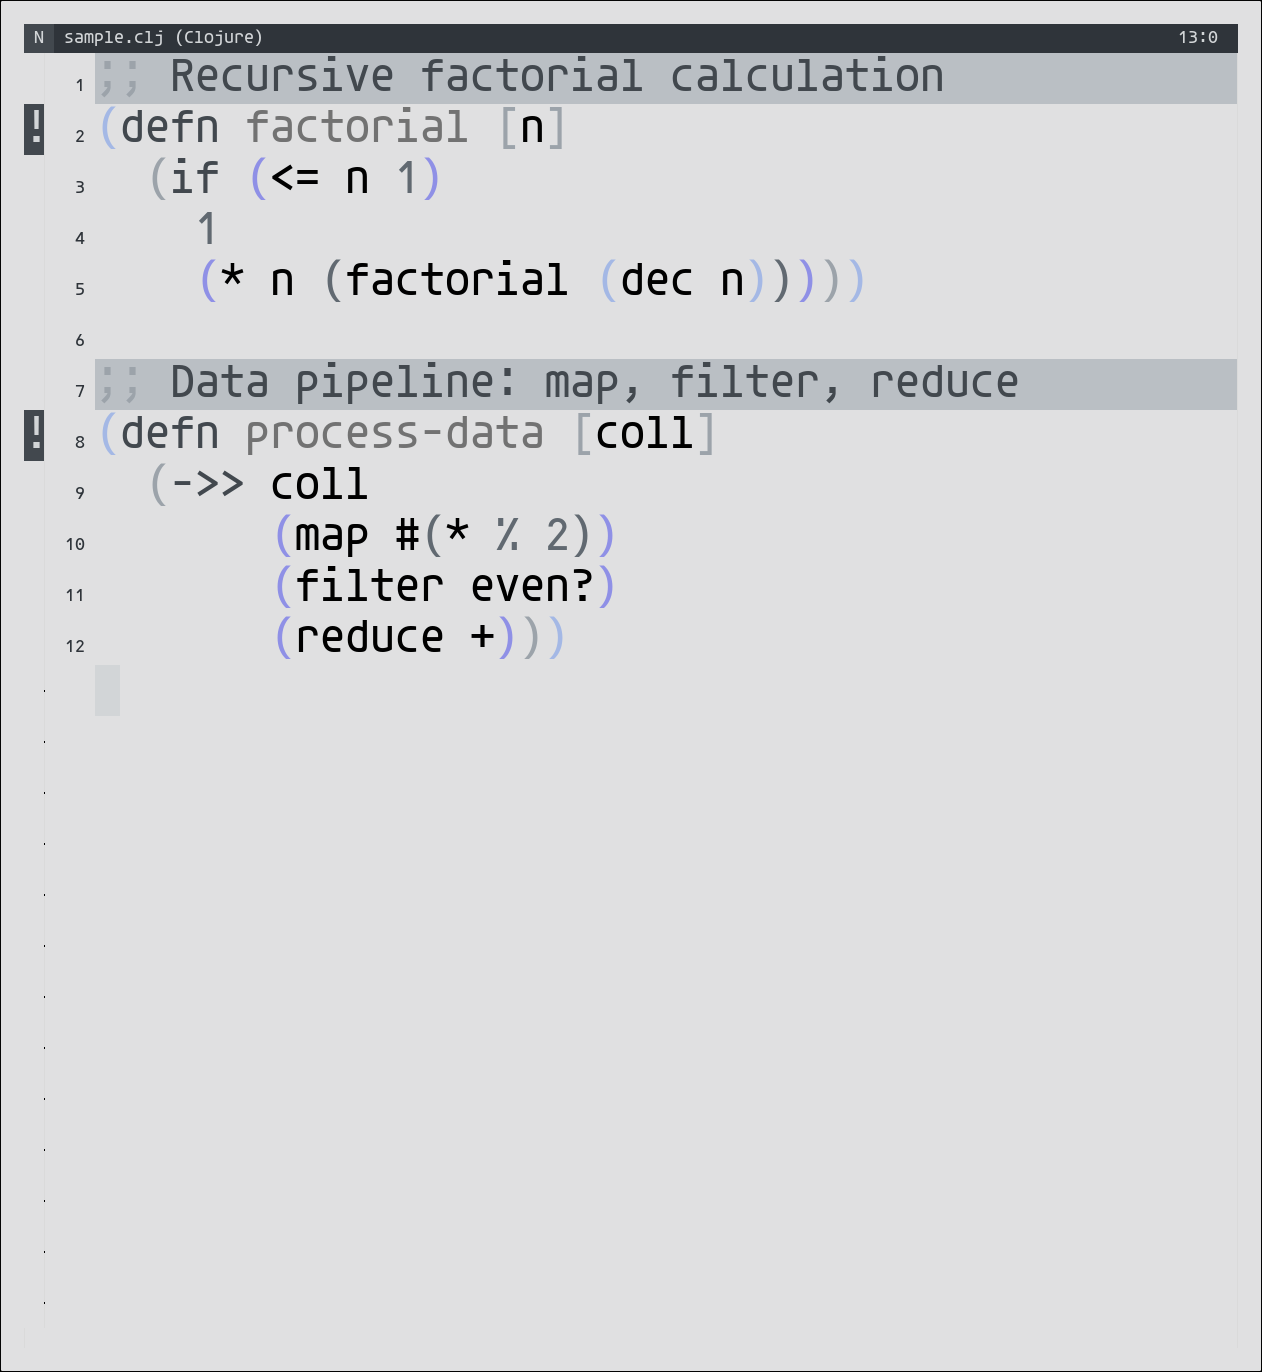 N sample.clj (Clojure) 13:0
1 ;; Recursive factorial calculation
! 2 (defn factorial [n]
3   (if (<= n 1)
4     1
5     (* n (factorial (dec n)))))
6
7 ;; Data pipeline: map, filter, reduce
! 8 (defn process-data [coll]
9   (->> coll
10        (map #(* % 2))
11        (filter even?)
12        (reduce +)))